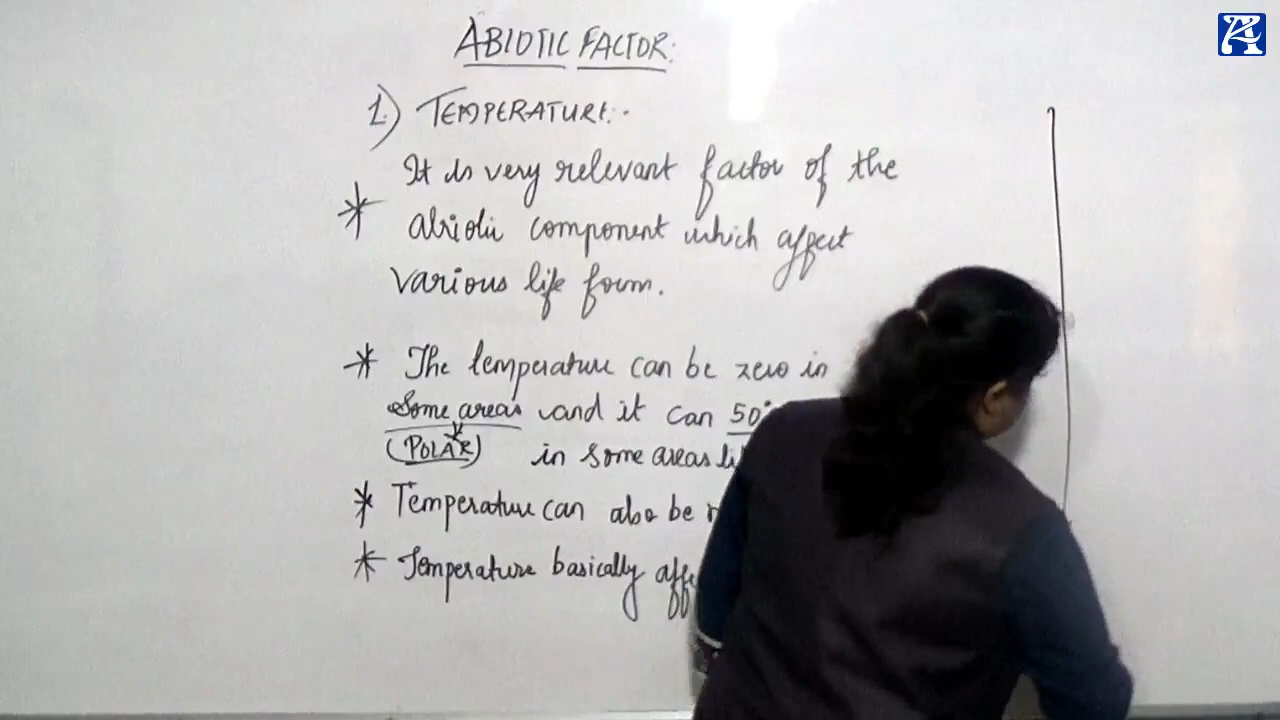 ABIOTIC FACTOR:
1.) TEMPERATURE:-
It is very relevant factor of the
* abiotic component which affect
various life form.
* The temperature can be zero in
some areas and it can 50°
(POLAR) in some areas
* Temperature can also be
* Temperature basically